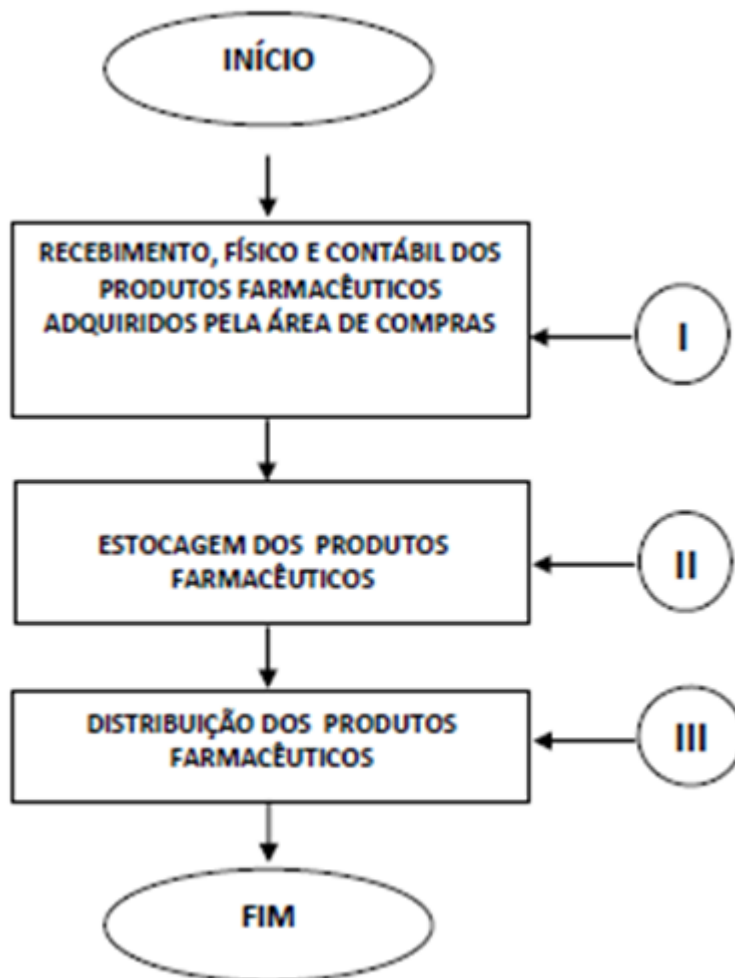 INÍCIO
RECEBIMENTO, FÍSICO E CONTÁBIL DOS
PRODUTOS FARMACÊUTICOS
ADQUIRIDOS PELA ÁREA DE COMPRAS
I
ESTOCAGEM DOS PRODUTOS
FARMACÊUTICOS
II
DISTRIBUIÇÃO DOS PRODUTOS
FARMACÊUTICOS
III
FIM